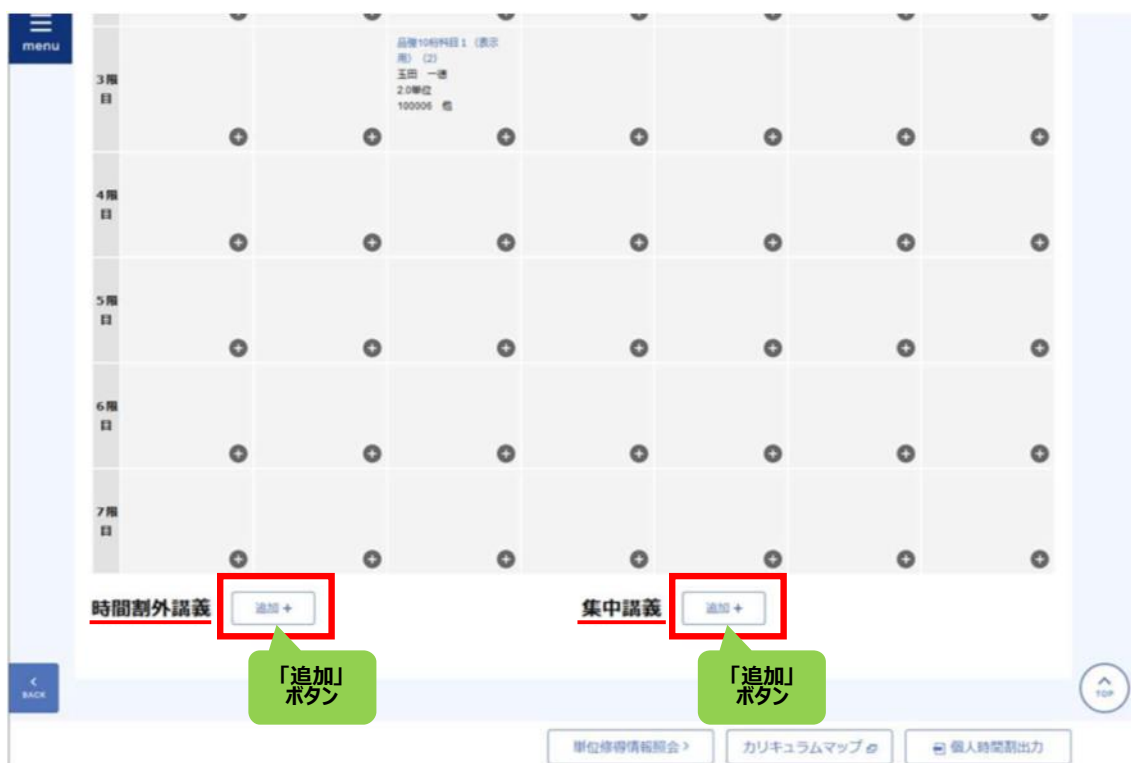 menu
3限
目
品確10桁科目1（表示
用）(2)
玉田　一徳
2.0単位
100006　他
4限
目
5限
目
6限
目
7限
目
時間割外講義
追加＋
集中講義
追加＋
「追加」
ボタン
「追加」
ボタン
BACK
TOP
単位修得情報照会
カリキュラムマップ
個人時間割出力